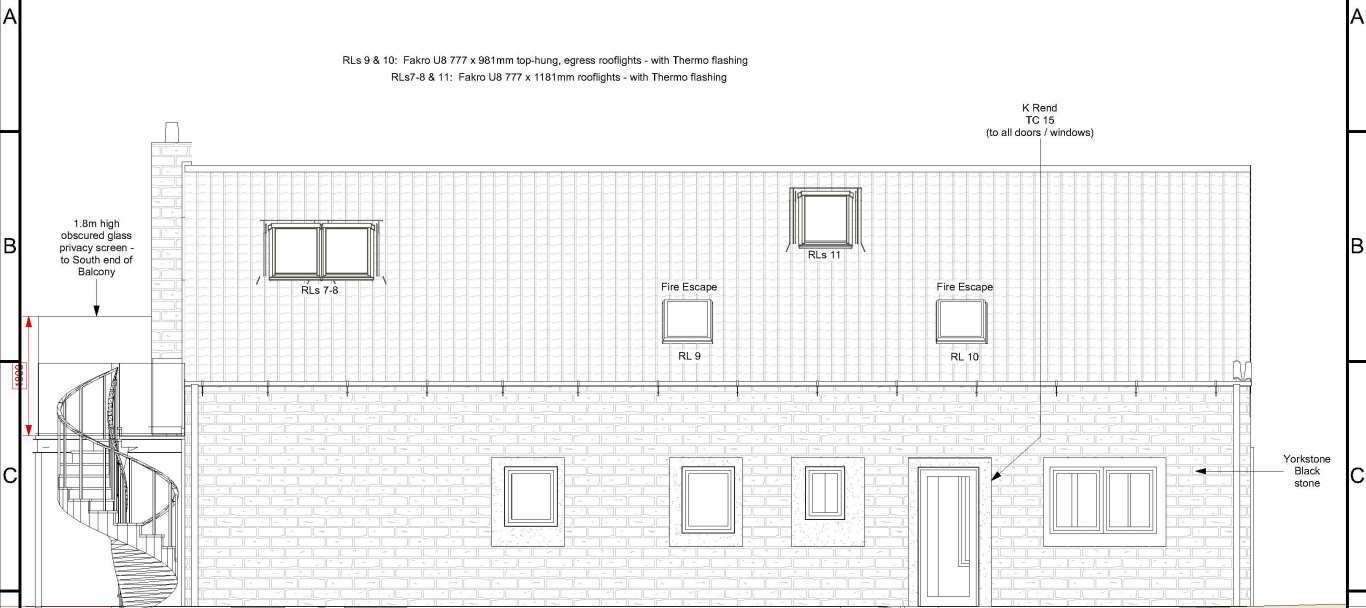 A
A
RLs 9 & 10: Fakro U8 777 x 981mm top-hung, egress rooflights - with Thermo flashing
RLs7-8 & 11: Fakro U8 777 x 1181mm rooflights - with Thermo flashing
K Rend
TC 15
(to all doors / windows)
1.8m high
obscured glass
privacy screen -
to South end of
Balcony
B
B
RLs 11
RLs 7-8
Fire Escape
Fire Escape
RL 9
RL 10
1800
Yorkstone
Black
stone
C
C